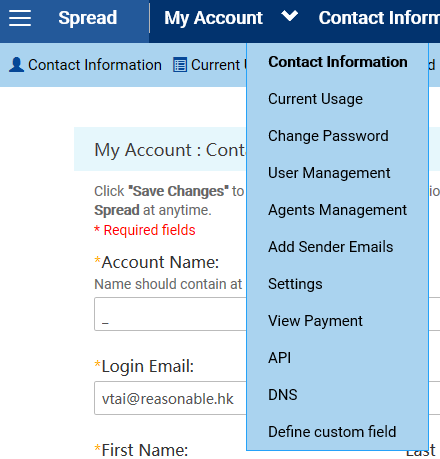 Spread My Account Contact Inform
Contact Information Current U d
Contact Information
Current Usage
Change Password
User Management
Agents Management
Add Sender Emails
Settings
View Payment
API
DNS
Define custom field
My Account : Conta
Click "Save Changes" to
Spread at anytime.
* Required fields
*Account Name:
Name should contain at
_
*Login Email:
vtai@reasonable.hk
*First Name: Last